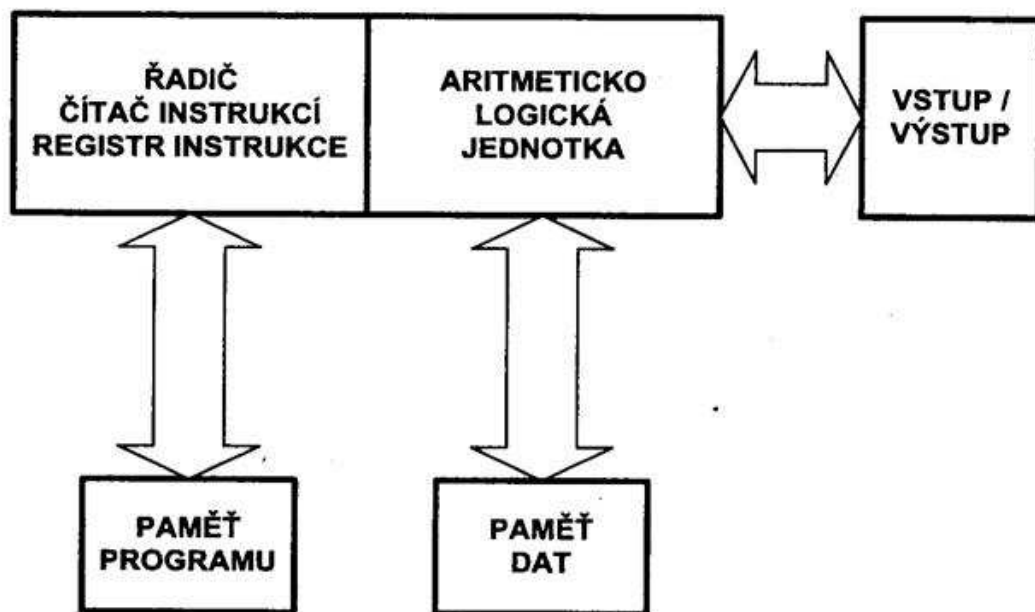 ŘADIČ
ČÍTAČ INSTRUKCÍ
REGISTR INSTRUKCE
ARITMETICKO
LOGICKÁ
JEDNOTKA
VSTUP /
VÝSTUP
PAMĚŤ
PROGRAMU
PAMĚŤ
DAT